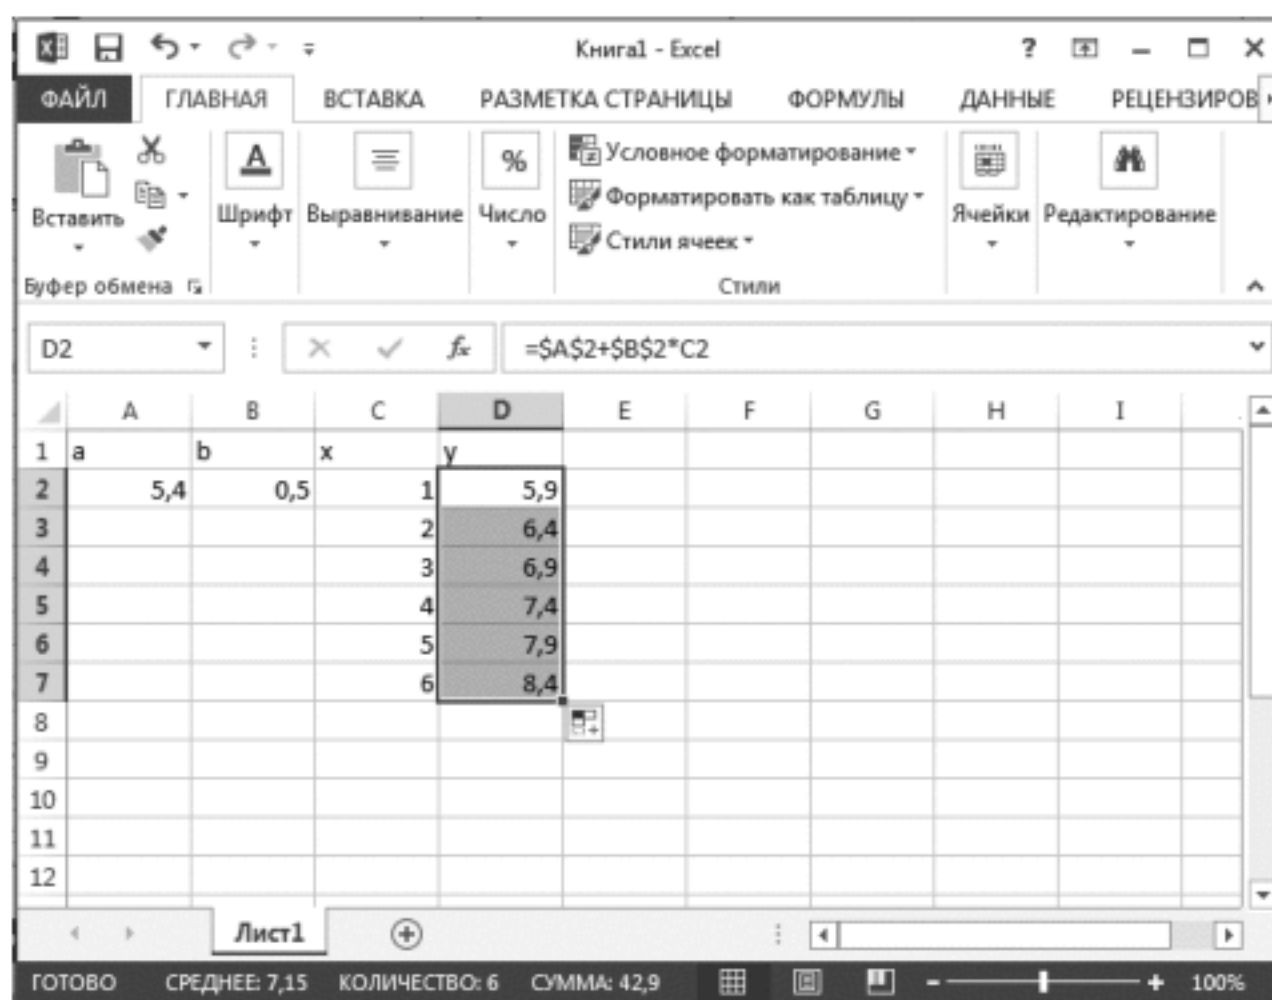 Книга1 - Excel ?
ФАЙЛ ГЛАВНАЯ ВСТАВКА РАЗМЕТКА СТРАНИЦЫ ФОРМУЛЫ ДАННЫЕ РЕЦЕНЗИРОВ
Вставить
Буфер обмена
Шрифт
Выравнивание
%
Число
Условное форматирование
Форматировать как таблицу
Стили ячеек
Стили
Ячейки
Редактирование
D2 fx =$A$2+$B$2*C2
A B C D E F G H I
1 a b x y
2 5,4 0,5 1 5,9
3 2 6,4
4 3 6,9
5 4 7,4
6 5 7,9
7 6 8,4
8
9
10
11
12
Лист1
ГОТОВО СРЕДНЕЕ: 7,15 КОЛИЧЕСТВО: 6 СУММА: 42,9 - + 100%